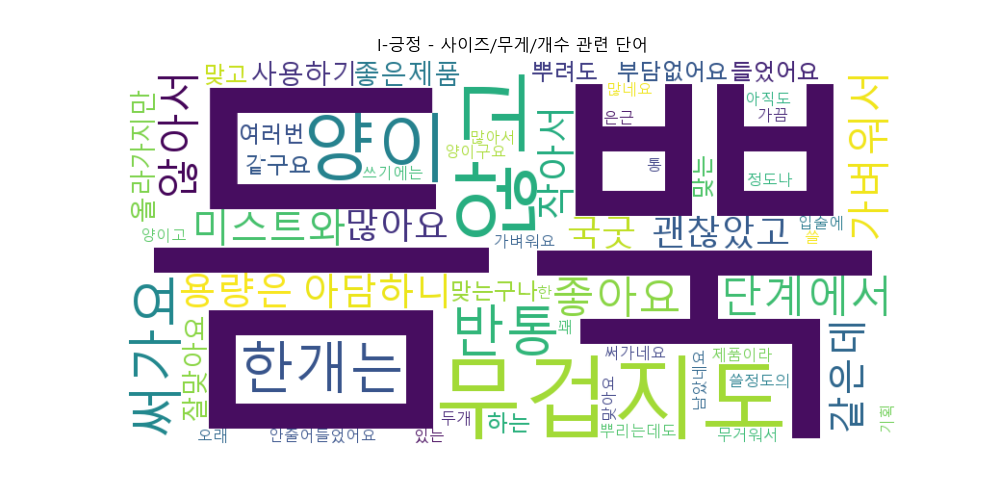 I-긍정 - 사이즈/무게/개수 관련 단어
맞고
사용하기
좋은제품
뿌려도
부담없어요
들었어요
올라가지만
않아서
듬뿍
여러번
같구요
양이
쓰기에는
많아서
양이구요
않고
작아서
많네요
은근
통
맞는
아직도
가끔
정도나
가벼워서
양이고
미스트와
많아요
가벼워요
국굿
괜찮았고
입술에
쓸
써가요
용량은 아담하니
맞는구나
한
좋아요
단계에서
잘맞아요
한개는
반통
꽤
무겁지도
써가네요
맞아요
남았네요
제품이라
쓸정도의
같은데
기획
오래
안줄어들었어요
있는
두개
하는
뿌리는데도
무거워서